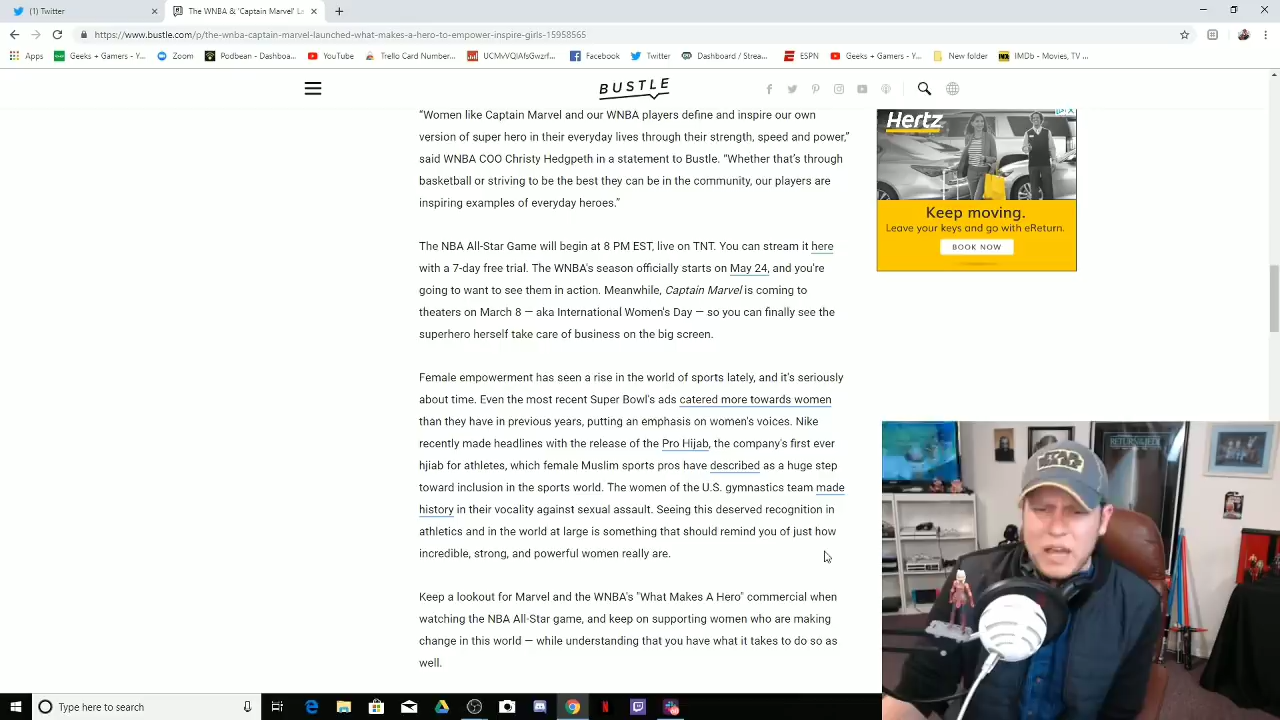 (1) Twitter
The WNBA & 'Captain Marvel' La
https://www.bustle.com/p/the-wnba-captain-marvel-launched-what-makes-a-hero-to-empower-inspire-girls-15958565
Apps
Geeks + Gamers - Y...
Zoom
Podbean - Dashboa...
YouTube
Trello Card Number...
Facebook
Twitter
Dashboard / Strea...
ESPN
Geeks + Gamers - Y...
New folder
IMDb - Movies, TV ...
BUSTLE
“Women like Captain Marvel and our WNBA players define and inspire our own
version of super hero in their everyday lives through their strength, speed and power,”
said WNBA COO Christy Hedgpeth in a statement to Bustle. “Whether that’s through
basketball or striving to be the best they can be in the community, our players are
inspiring examples of everyday heroes.”
The NBA All-Star Game will begin at 8 PM EST, live on TNT. You can stream it here
with a 7-day free trial. The WNBA's season officially starts on May 24, and you're
going to want to see them in action. Meanwhile, Captain Marvel is coming to
theaters on March 8 — aka International Women's Day — so you can finally see the
superhero herself take care of business on the big screen.
Female empowerment has seen a rise in the world of sports lately, and it's seriously
about time. Even the most recent Super Bowl's ads catered more towards women
than they have in previous years, putting an emphasis on women's voices. Nike
recently made headlines with the release of the Pro Hijab, the company's first ever
hjiab for athletes, which female Muslim sports pros have described as a huge step
toward inclusion in the sports world. The women of the U.S. gymnastics team made
history in their vocality against sexual assault. Seeing this deserved recognition in
athletics and in the world at large is something that should remind you of just how
incredible, strong, and powerful women really are.
Keep a lookout for Marvel and the WNBA's "What Makes A Hero" commercial when
watching the NBA All-Star game, and keep on supporting women who are making
change in this world — while understanding that you have what it takes to do so as
well.
Hertz
Keep moving.
Leave your keys and go with eReturn.
BOOK NOW
STAR WARS
RETURN OF THE JEDI
Type here to search